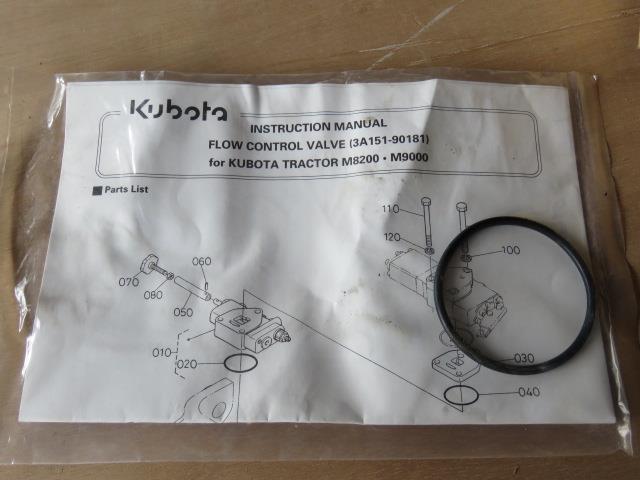 Kubota
INSTRUCTION MANUAL
FLOW CONTROL VALVE (3A151-90181)
for KUBOTA TRACTOR M8200 · M9000
■ Parts List
110
120
100
060
070
080
050
010
020
030
040